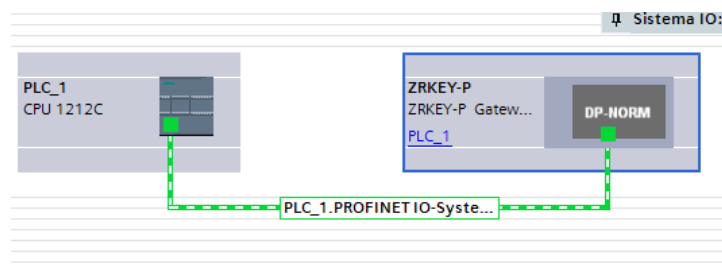 Sistema IO:
PLC_1
CPU 1212C
ZRKEY-P
ZRKEY-P Gatew...
PLC_1
DP-NORM
PLC_1.PROFINET IO-Syste...